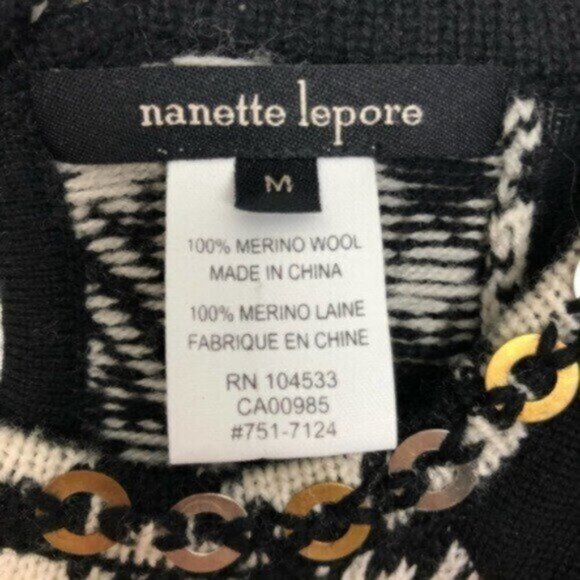 nanette lepore
M
100% MERINO WOOL
MADE IN CHINA
100% MERINO LAINE
FABRIQUE EN CHINE
RN 104533
CA00985
#751-7124